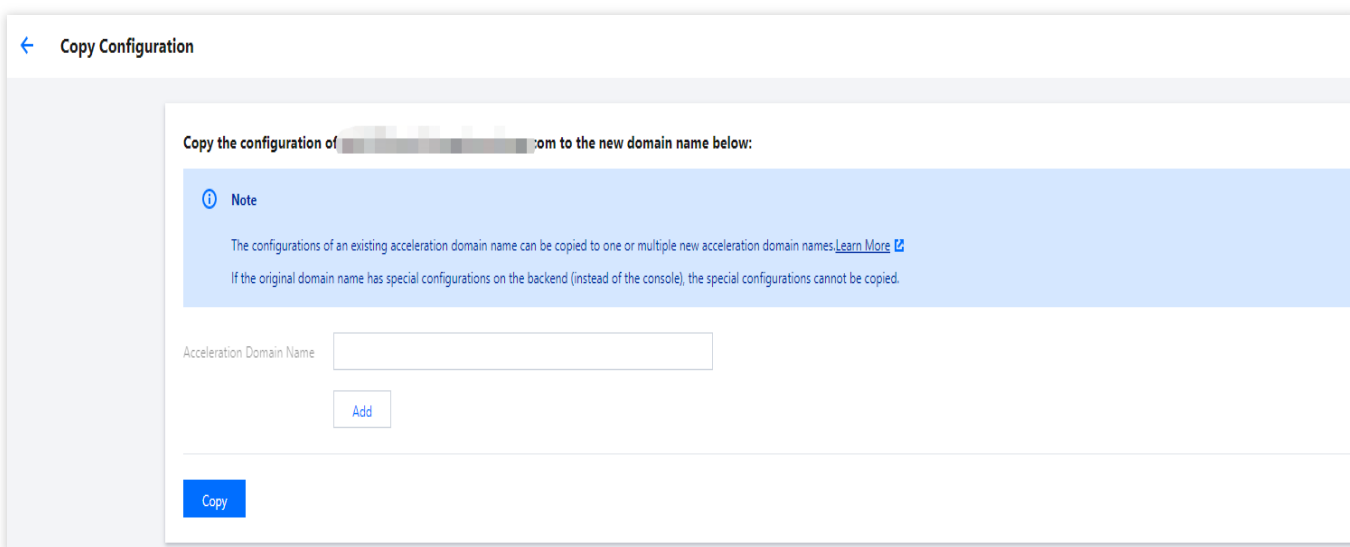 Copy Configuration
Copy the configuration of com to the new domain name below:
Note
The configurations of an existing acceleration domain name can be copied to one or multiple new acceleration domain names.Learn More
If the original domain name has special configurations on the backend (instead of the console), the special configurations cannot be copied.
Acceleration Domain Name
Add
Copy